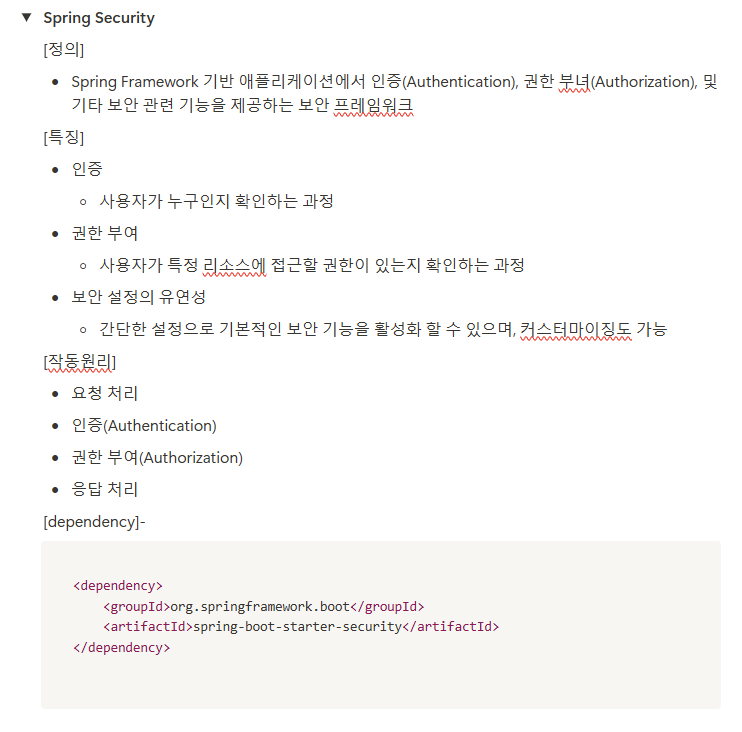 Spring Security
[정의]
Spring Framework 기반 애플리케이션에서 인증(Authentication), 권한 부녀(Authorization), 및
기타 보안 관련 기능을 제공하는 보안 프레임워크
[특징]
인증
사용자가 누구인지 확인하는 과정
권한 부여
사용자가 특정 리소스에 접근할 권한이 있는지 확인하는 과정
보안 설정의 유연성
간단한 설정으로 기본적인 보안 기능을 활성화 할 수 있으며, 커스터마이징도 가능
[작동원리]
요청 처리
인증(Authentication)
권한 부여(Authorization)
응답 처리
[dependency]-
<dependency>
    <groupId>org.springframework.boot</groupId>
    <artifactId>spring-boot-starter-security</artifactId>
</dependency>